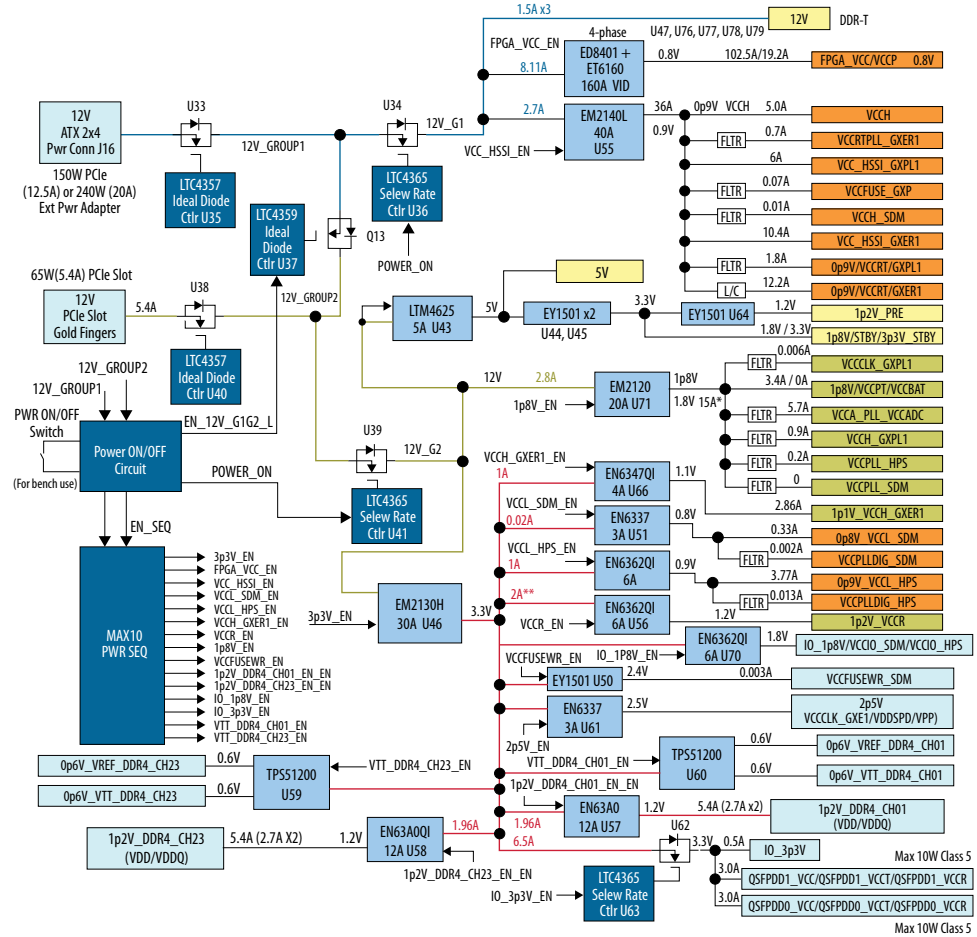 1.5A x3
12V
DDR-T
4-phase
U47, U76, U77, U78, U79
FPGA_VCC_EN
8.11A
ED8401 +
ET6160
160A VID
0.8V
102.5A/19.2A
FPGA_VCC/VCCP 0.8V
12V
ATX 2x4
Pwr Conn J16
150W PCIe
(12.5A) or 240W (20A)
Ext Pwr Adapter
U33
LTC4357
Ideal Diode
Ctlr U35
12V_GROUP1
U34
12V_G1
LTC4365
Selew Rate
Ctlr U36
POWER_ON
2.7A
VCC_HSSI_EN
EM2140L
40A
U55
36A
0.9V
0p9V VCCH
5.0A
VCCH
FLTR
0.7A
VCCRTPLL_GXER1
6A
VCC_HSSI_GXPL1
FLTR
0.07A
VCCFUSE_GXP
FLTR
0.01A
VCCH_SDM
10.4A
VCC_HSSI_GXER1
FLTR
1.8A
0p9V/VCCRT/GXPL1
L/C
12.2A
0p9V/VCCRT/GXER1
LTC4359
Ideal
Diode
Ctlr U37
Q13
65W(5.4A) PCIe Slot
12V
PCIe Slot
Gold Fingers
5.4A
U38
LTC4357
Ideal Diode
Ctlr U40
12V_GROUP2
5V
LTM4625
5A U43
5V
EY1501 x2
U44, U45
3.3V
EY1501 U64
1.2V
1p2V_PRE
1.8V / 3.3V
1p8V/STBY/3p3V_STBY
12V_GROUP1
12V_GROUP2
PWR ON/OFF
Switch
(For bench use)
Power ON/OFF
Circuit
EN_12V_G1G2_L
POWER_ON
U39
12V_G2
LTC4365
Selew Rate
Ctlr U41
12V
2.8A
1p8V_EN
EM2120
20A U71
1p8V
1.8V 15A*
FLTR
0.006A
VCCCLK_GXPL1
3.4A / 0A
1p8V/VCCPT/VCCBAT
FLTR
5.7A
VCCA_PLL_VCCADC
FLTR
0.9A
VCCH_GXPL1
FLTR
0.2A
VCCPLL_HPS
FLTR
0
VCCPLL_SDM
VCCH_GXER1_EN
1A
EN6347QI
4A U66
1.1V
2.86A
1p1V_VCCH_GXER1
VCCL_SDM_EN
0.02A
EN6337
3A U51
0.8V
0.33A
0p8V_VCCL_SDM
FLTR
0.002A
VCCPLLDIG_SDM
VCCL_HPS_EN
1A
EN6362QI
6A
0.9V
3.77A
0p9V_VCCL_HPS
FLTR
0.013A
VCCPLLDIG_HPS
2A**
VCCR_EN
EN6362QI
6A U56
1.2V
1p2V_VCCR
IO_1P8V_EN
EN6362QI
6A U70
1.8V
IO_1p8V/VCCIO_SDM/VCCIO_HPS
EN_SEQ
MAX10
PWR SEQ
3p3V_EN
FPGA_VCC_EN
VCC_HSSI_EN
VCCL_SDM_EN
VCCL_HPS_EN
VCCH_GXER1_EN
VCCR_EN
1p8V_EN
VCCFUSEWR_EN
1p2V_DDR4_CH01_EN_EN
1p2V_DDR4_CH23_EN_EN
IO_1p8V_EN
IO_3p3V_EN
VTT_DDR4_CH01_EN
VTT_DDR4_CH23_EN
3p3V_EN
EM2130H
30A U46
3.3V
VCCFUSEWR_EN
EY1501 U50
2.4V
0.003A
VCCFUSEWR_SDM
EN6337
3A U61
2p5V_EN
2.5V
2p5V
VCCCLK_GXE1/VDDSPD/VPP)
VTT_DDR4_CH01_EN
TPS51200
U60
0.6V
0p6V_VREF_DDR4_CH01
0.6V
0p6V_VTT_DDR4_CH01
0p6V_VREF_DDR4_CH23
0.6V
0p6V_VTT_DDR4_CH23
0.6V
TPS51200
U59
VTT_DDR4_CH23_EN
1p2V_DDR4_CH01_EN_EN
1.96A
EN63A0
12A U57
1.2V
5.4A (2.7A x2)
1p2V_DDR4_CH01
(VDD/VDDQ)
1p2V_DDR4_CH23
(VDD/VDDQ)
5.4A (2.7A X2)
1.2V
EN63A0QI
12A U58
1.96A
1p2V_DDR4_CH23_EN_EN
6.5A
U62
3.3V
0.5A
IO_3p3V
IO_3p3V_EN
LTC4365
Selew Rate
Ctlr U63
Max 10W Class 5
3.0A
QSFPDD1_VCC/QSFPDD1_VCCT/QSFPDD1_VCCR
3.0A
QSFPDD0_VCC/QSFPDD0_VCCT/QSFPDD0_VCCR
Max 10W Class 5